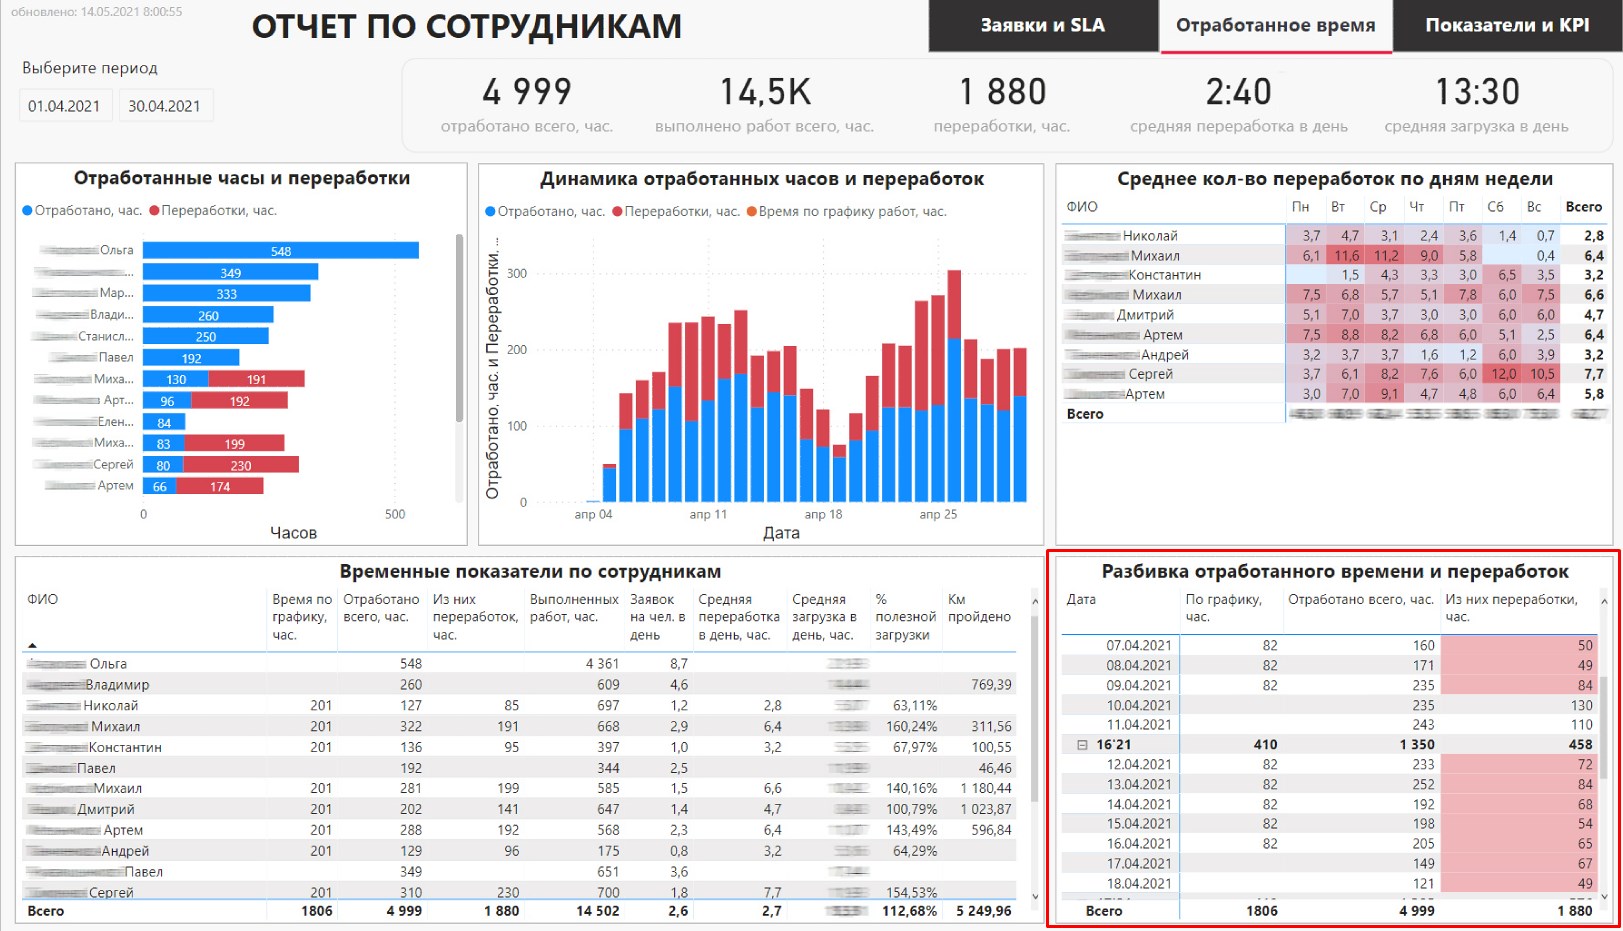 обновлено: 14.05.2021 8:00:55
ОТЧЕТ ПО СОТРУДНИКАМ
Заявки и SLA
Отработанное время
Показатели и KPI
Выберите период
01.04.2021 30.04.2021
4 999
отработано всего, час.
14,5K
выполнено работ всего, час.
1 880
переработки, час.
2:40
средняя переработка в день
13:30
средняя загрузка в день
Отработанные часы и переработки
Отработано, час. Переработки, час.
Ольга 548
... 349
Мар... 333
Влади... 260
Станисл... 250
Павел 192
Миха... 130 191
Арт... 96 192
Елен... 84
Миха... 83 199
Сергей 80 230
Артем 66 174
0 500
Часов
Динамика отработанных часов и переработок
Отработано, час. Переработки, час. Время по графику работ, час.
Отработано, час. и Переработки, ...
300
200
100
0
апр 04 апр 11 апр 18 апр 25
Дата
Среднее кол-во переработок по дням недели
ФИО Пн Вт Ср Чт Пт Сб Вс Всего
Николай 3,7 4,7 3,1 2,4 3,6 1,4 0,7 2,8
Михаил 6,1 11,6 11,2 9,0 5,8 0,4 6,4
Константин 1,5 4,3 3,3 3,0 6,5 3,5 3,2
Михаил 7,5 6,8 5,7 5,1 7,8 6,0 7,5 6,6
Дмитрий 5,1 7,0 3,7 3,0 3,0 6,0 6,0 4,7
Артем 7,5 8,8 8,2 6,8 6,0 5,1 2,5 6,4
Андрей 3,2 3,7 3,7 1,6 1,2 6,0 3,9 3,2
Сергей 3,7 6,1 8,2 7,6 6,0 12,0 10,5 7,7
Артем 3,0 7,0 9,1 4,7 4,8 6,0 6,4 5,8
Всего
Временные показатели по сотрудникам
ФИО Время по Отработано Из них Выполненных Заявок Средняя Средняя % Км
графику, всего, час. переработок, работ, час. на чел. в переработка загрузка в полезной пройдено
час. час. день в день, час. день, час. загрузки
Ольга 548 4 361 8,7
Владимир 260 609 4,6 769,39
Николай 201 127 85 697 1,2 2,8 63,11%
Михаил 201 322 191 668 2,9 6,4 160,24% 311,56
Константин 201 136 95 397 1,0 3,2 67,97% 100,55
Павел 192 344 2,5 46,46
Михаил 201 281 199 585 1,5 6,6 140,16% 1 180,44
Дмитрий 201 202 141 647 1,4 4,7 100,79% 1 023,87
Артем 201 288 192 568 2,3 6,4 143,49% 596,84
Андрей 201 129 96 175 0,8 3,2 64,29%
Павел 349 651 3,6
Сергей 201 310 230 700 1,8 7,7 154,53%
Всего 1806 4 999 1 880 14 502 2,6 2,7 112,68% 5 249,96
Разбивка отработанного времени и переработок
Дата По графику, Отработано всего, час. Из них переработки,
час. час.
07.04.2021 82 160 50
08.04.2021 82 171 49
09.04.2021 82 235 84
10.04.2021 235 130
11.04.2021 243 110
16'21 410 1 350 458
12.04.2021 82 233 72
13.04.2021 82 252 84
14.04.2021 82 192 68
15.04.2021 82 198 54
16.04.2021 82 205 65
17.04.2021 149 67
18.04.2021 121 49
Всего 1806 4 999 1 880